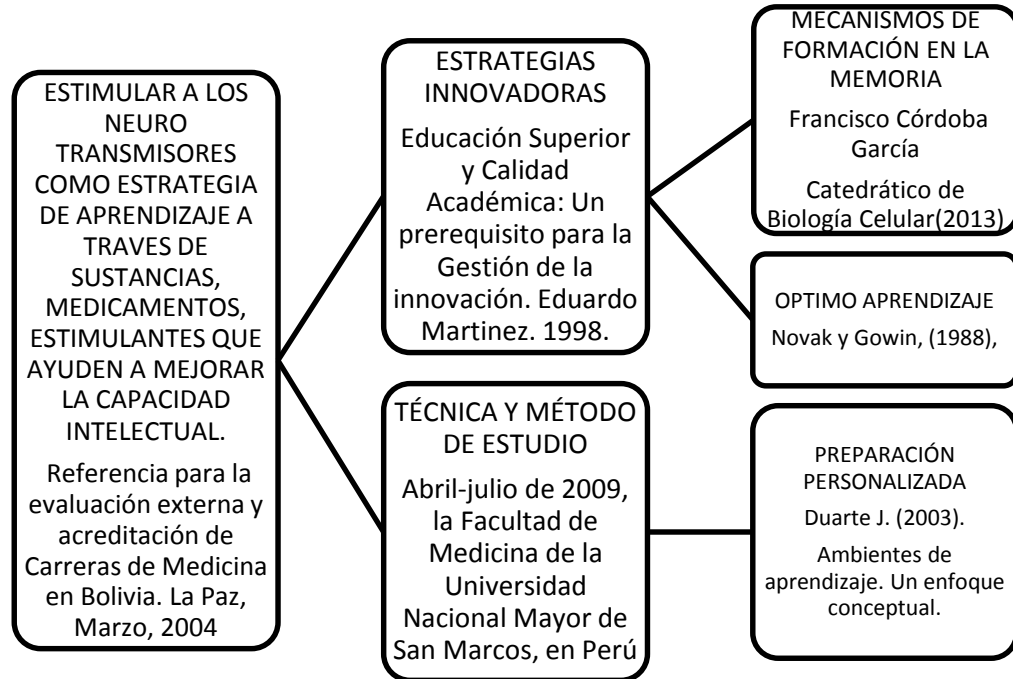 ESTIMULAR A LOS
NEURO
TRANSMISORES
COMO ESTRATEGIA
DE APRENDIZAJE A
TRAVES DE
SUSTANCIAS,
MEDICAMENTOS,
ESTIMULANTES QUE
AYUDEN A MEJORAR
LA CAPACIDAD
INTELECTUAL.
Referencia para la
evaluación externa y
acreditación de
Carreras de Medicina
en Bolivia. La Paz,
Marzo, 2004
ESTRATEGIAS
INNOVADORAS
Educación Superior
y Calidad
Académica: Un
prerequisito para la
Gestión de la
innovación. Eduardo
Martinez. 1998.
TÉCNICA Y MÉTODO
DE ESTUDIO
Abril-julio de 2009,
la Facultad de
Medicina de la
Universidad
Nacional Mayor de
San Marcos, en Perú
MECANISMOS DE
FORMACIÓN EN LA
MEMORIA
Francisco Córdoba
García
Catedrático de
Biología Celular(2013)
OPTIMO APRENDIZAJE
Novak y Gowin, (1988),
PREPARACIÓN
PERSONALIZADA
Duarte J. (2003).
Ambientes de
aprendizaje. Un enfoque
conceptual.